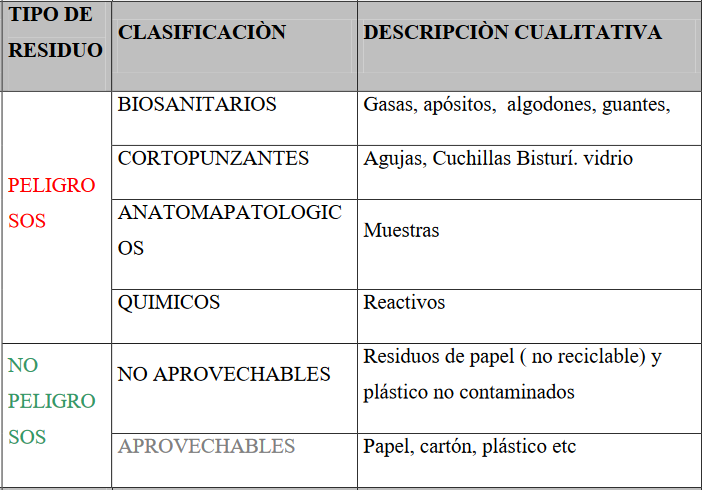 TIPO DE
RESIDUO
CLASIFICACIÒN
DESCRIPCIÒN CUALITATIVA
PELIGRO
SOS
BIOSANITARIOS
Gasas, apósitos, algodones, guantes,
CORTOPUNZANTES
Agujas, Cuchillas Bisturí. vidrio
ANATOMAPATOLOGIC
OS
Muestras
QUIMICOS
Reactivos
NO
PELIGRO
SOS
NO APROVECHABLES
Residuos de papel ( no reciclable) y
plástico no contaminados
APROVECHABLES
Papel, cartón, plástico etc